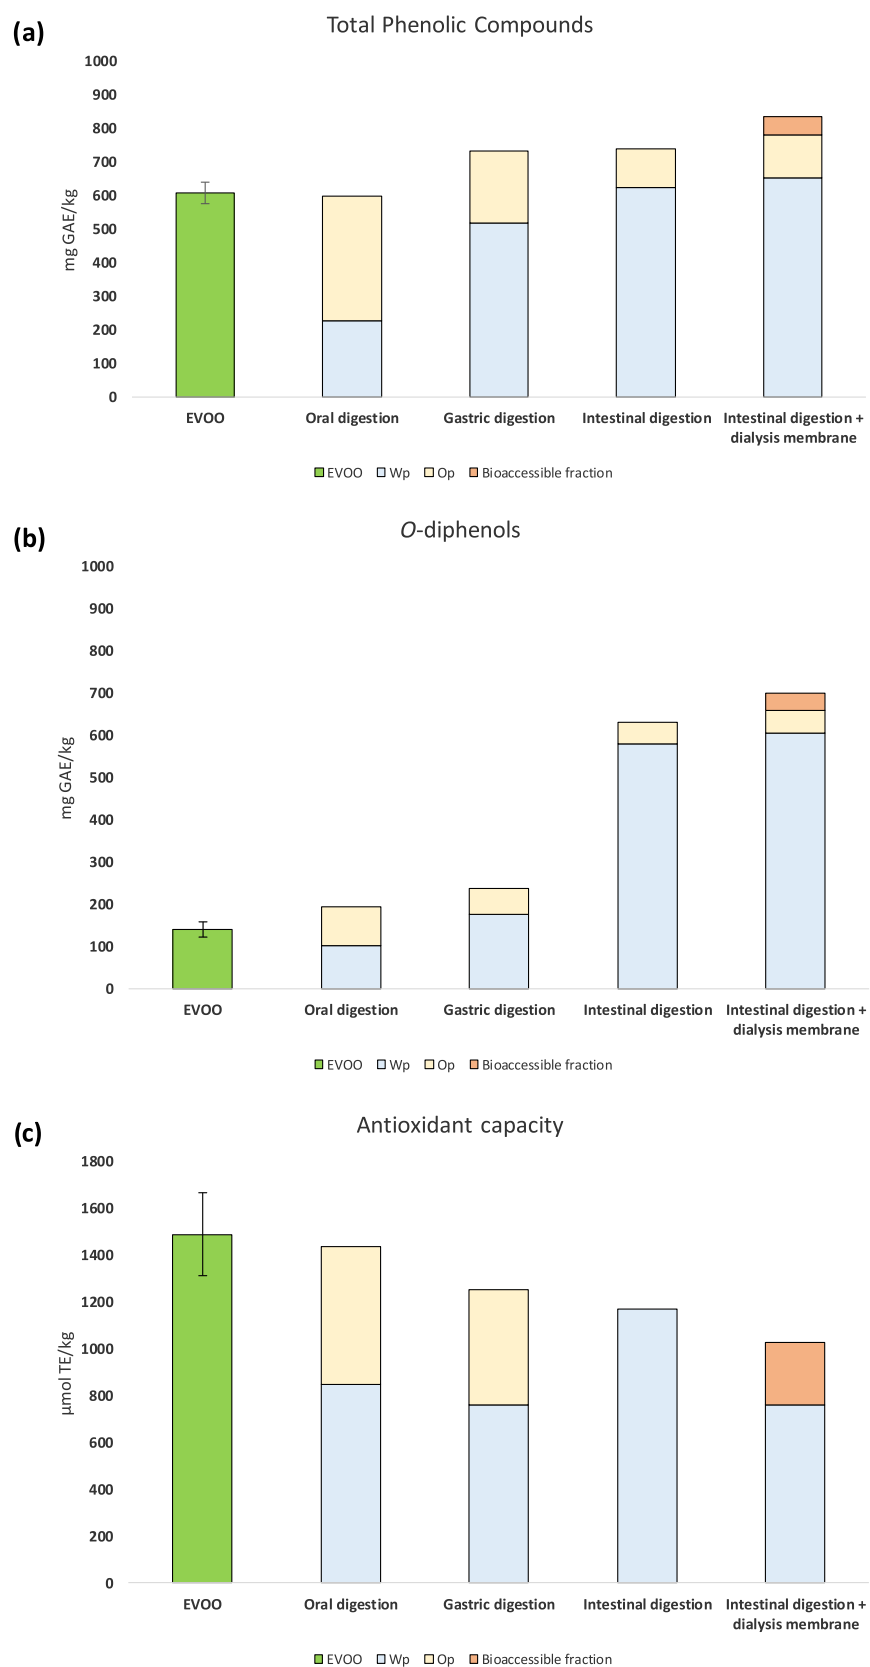 (a)
Total Phenolic Compounds
1000
900
800
700
600
500
400
300
200
100
0
mg GAE/kg
EVOO
Oral digestion
Gastric digestion
Intestinal digestion
Intestinal digestion +
dialysis membrane
EVOO
Wp
Op
Bioaccessible fraction
(b)
O-diphenols
1000
900
800
700
600
500
400
300
200
100
0
mg GAE/kg
EVOO
Oral digestion
Gastric digestion
Intestinal digestion
Intestinal digestion +
dialysis membrane
EVOO
Wp
Op
Bioaccessible fraction
(c)
Antioxidant capacity
1800
1600
1400
1200
1000
800
600
400
200
0
µmol TE/kg
EVOO
Oral digestion
Gastric digestion
Intestinal digestion
Intestinal digestion +
dialysis membrane
EVOO
Wp
Op
Bioaccessible fraction